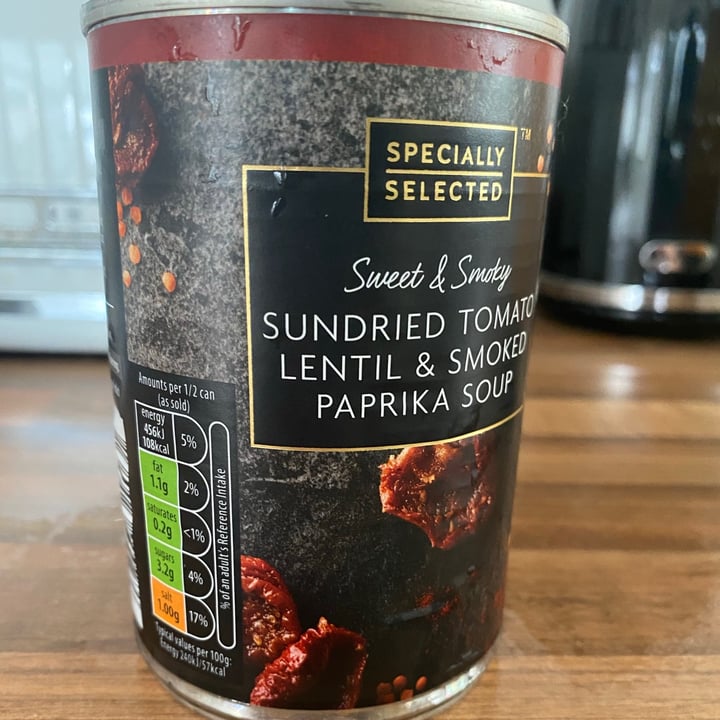 SPECIALLY
SELECTED
™
Sweet & Smoky
SUNDRIED TOMATO
LENTIL & SMOKED
PAPRIKA SOUP
Amounts per 1/2 can
(as sold)
energy
456kJ
108kcal
5%
fat
1.1g
2%
saturates
0.2g
<1%
sugars
3.2g
4%
salt
1.00g
17%
% of an adult's Reference Intake
Typical values per 100g:
Energy 240kJ/57kcal